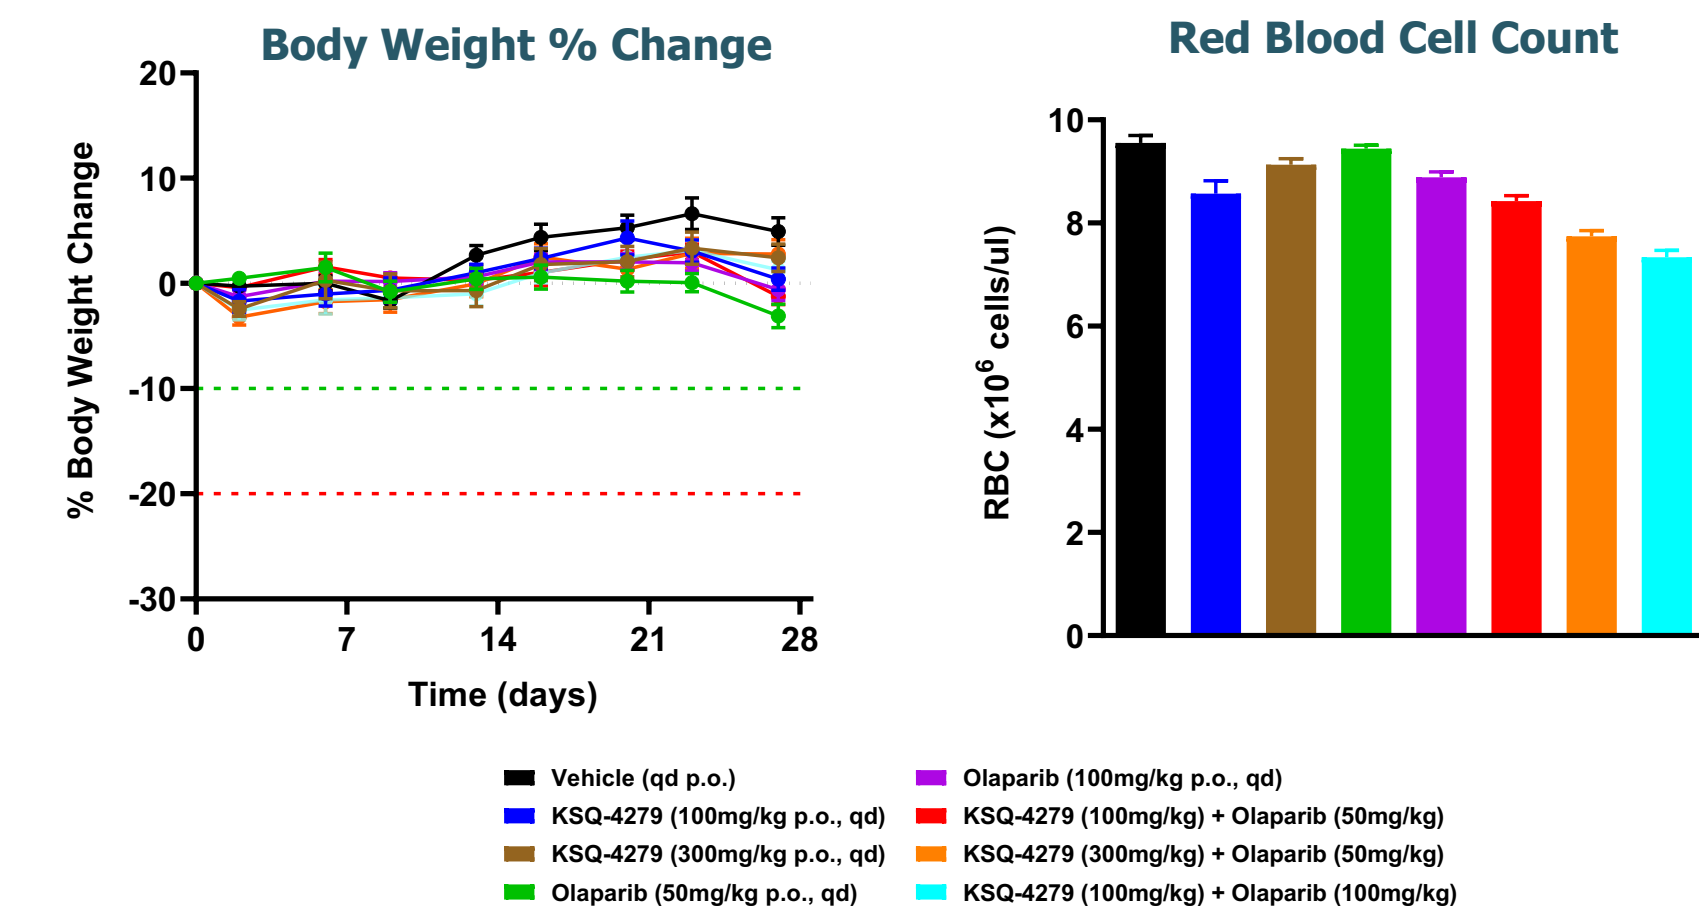 Body Weight % Change
20
10
0
-10
-20
-30
% Body Weight Change
0 7 14 21 28
Time (days)
Red Blood Cell Count
10
8
6
4
2
0
RBC (x10⁶ cells/ul)
Vehicle (qd p.o.)
KSQ-4279 (100mg/kg p.o., qd)
KSQ-4279 (300mg/kg p.o., qd)
Olaparib (50mg/kg p.o., qd)
Olaparib (100mg/kg p.o., qd)
KSQ-4279 (100mg/kg) + Olaparib (50mg/kg)
KSQ-4279 (300mg/kg) + Olaparib (50mg/kg)
KSQ-4279 (100mg/kg) + Olaparib (100mg/kg)